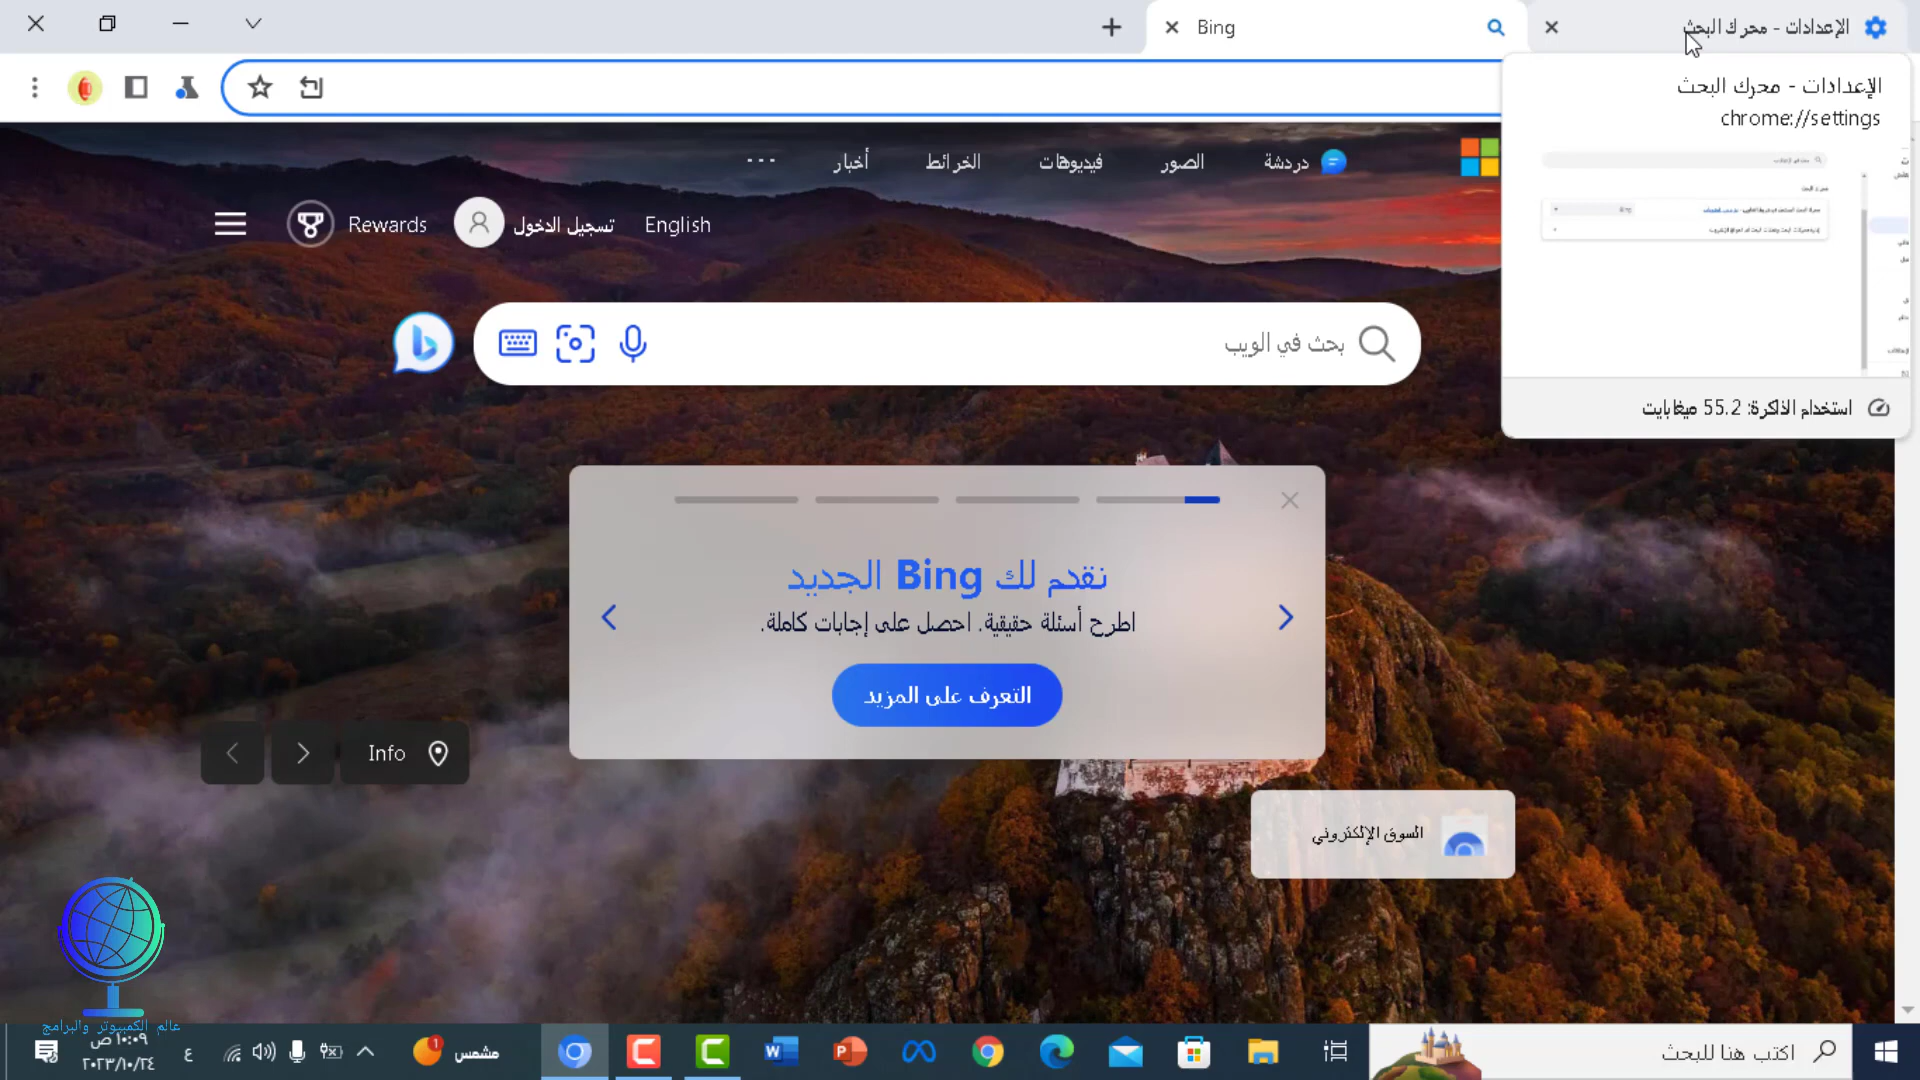 الإعدادات - محرك البحث
Bing
الإعدادات - محرك البحث
chrome://settings
Bing
استخدام الذاكرة: 55.2 ميغابايت
دردشة
الصور
فيديوهات
الخرائط
أخبار
English
تسجيل الدخول
Rewards
بحث في الويب
نقدم لك Bing الجديد
اطرح أسئلة حقيقية. احصل على إجابات كاملة.
التعرف على المزيد
Info
السوق الإلكتروني
عالم الكمبيوتر والبرامج
اكتب هنا للبحث
مشمس
1
ع
١٠:٠٩ ص
٢٠٢٣/١٠/٢٤